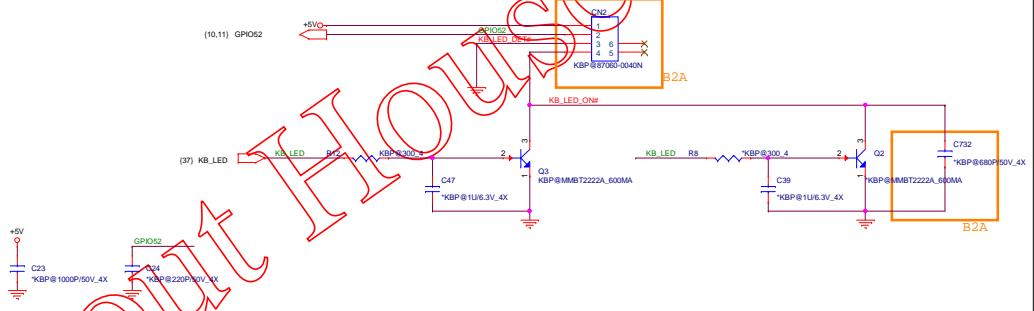 CN2
+5V
(10,11) GPIO52
GPIO52
KB_LED_DET#
1
2
3 6
4 5
KBP@87060-0040N
B2A
KB_LED_ON#
(37) KB_LED
KB_LED
R12
KBP@300_4
2
3
1
Q3
KBP@MMBT2222A_600MA
C47
*KBP@1U/6.3V_4X
KB_LED
R8
*KBP@300_4
2
3
1
Q2
*KBP@MMBT2222A_600MA
C39
*KBP@1U/6.3V_4X
C732
*KBP@680P/50V_4X
B2A
+5V
C23
*KBP@1000P/50V_4X
GPIO52
C24
*KBP@220P/50V_4X
out House